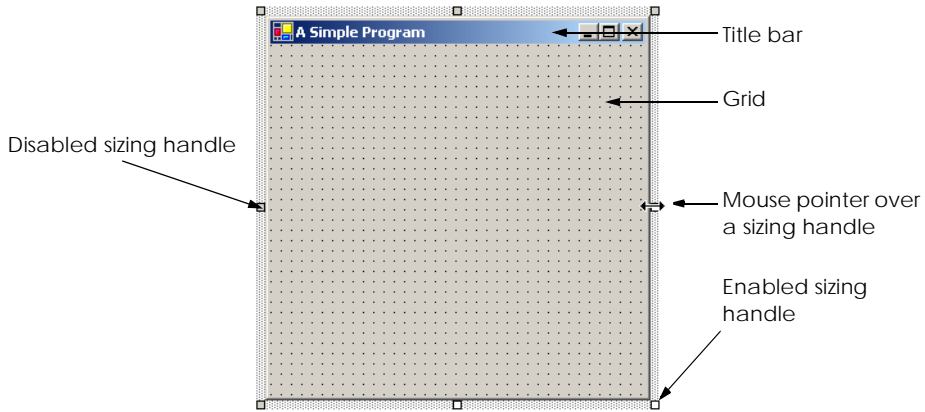 A Simple Program
Title bar
Grid
Disabled sizing handle
Mouse pointer over
a sizing handle
Enabled sizing
handle